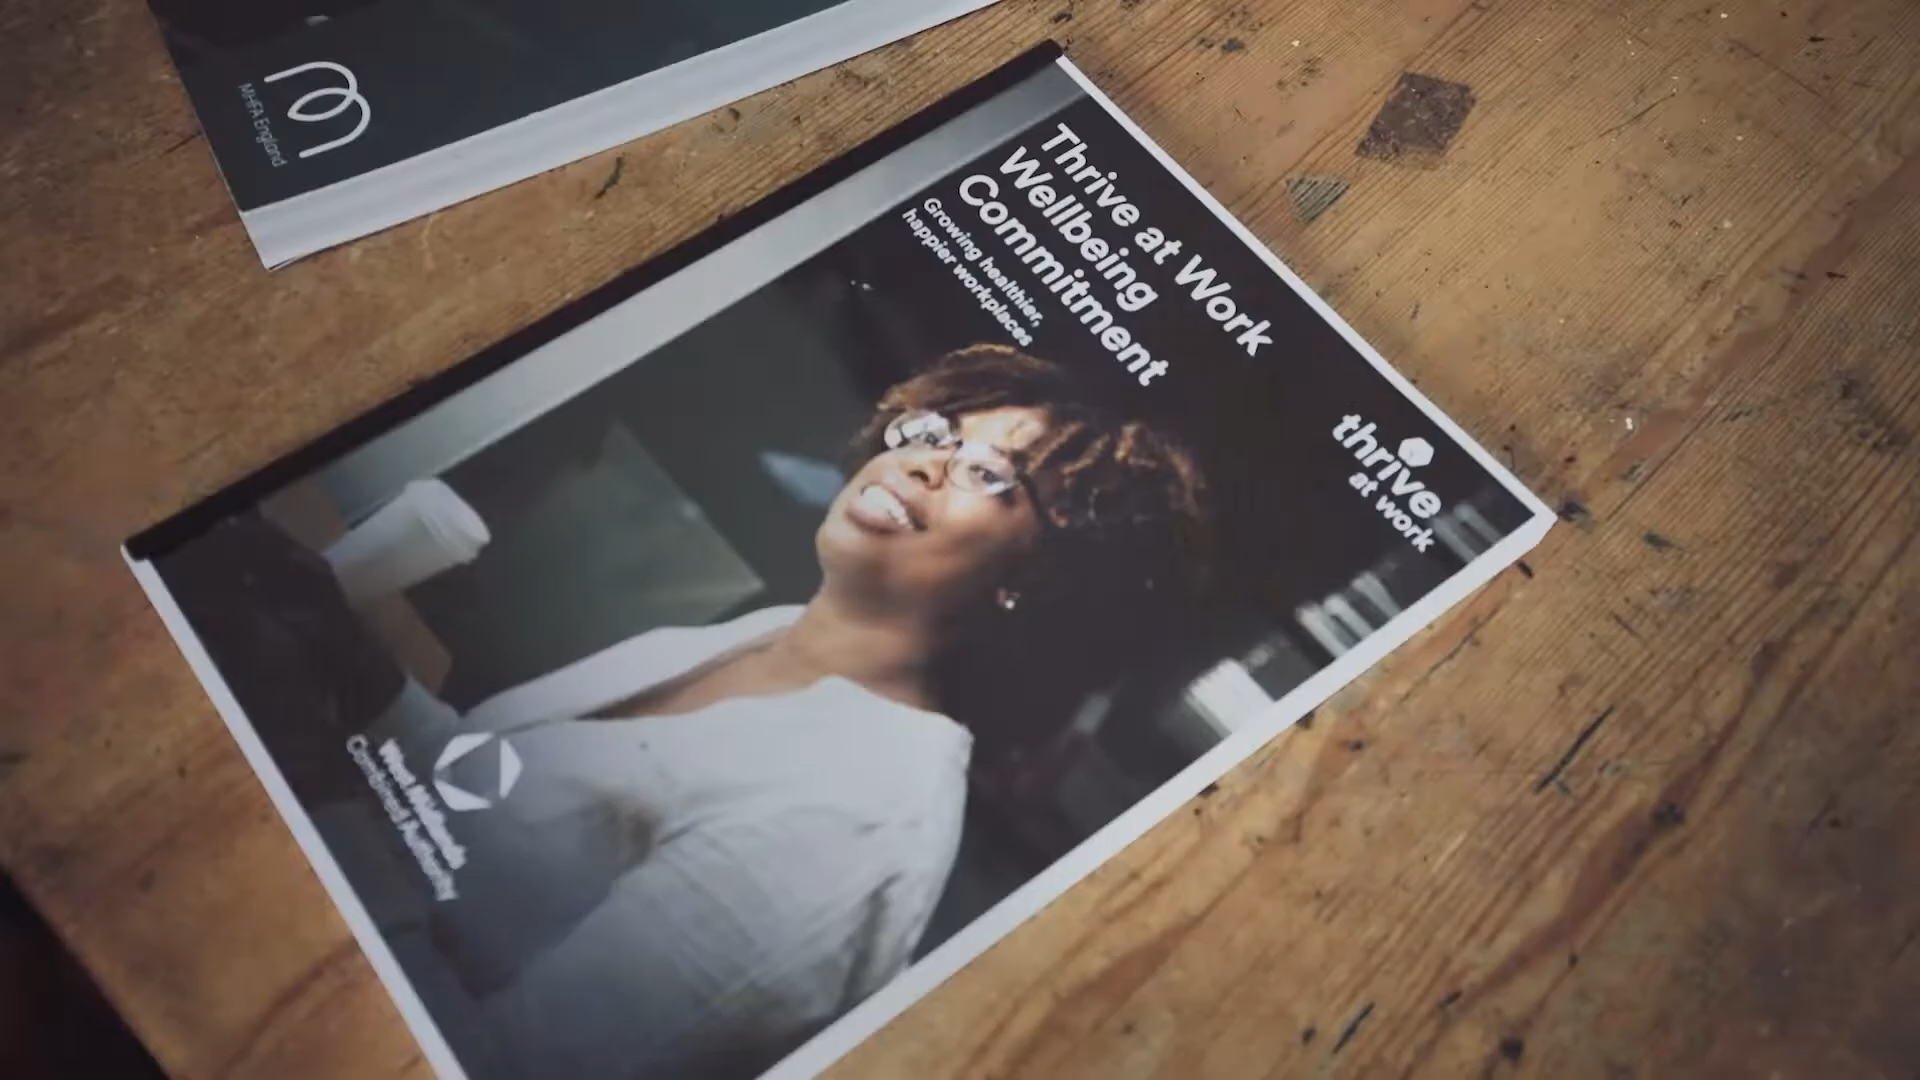 MHFA England
Thrive at Work
Wellbeing
Commitment
Growing healthier,
happier workplaces
thrive
at work
West Midlands
Combined Authority